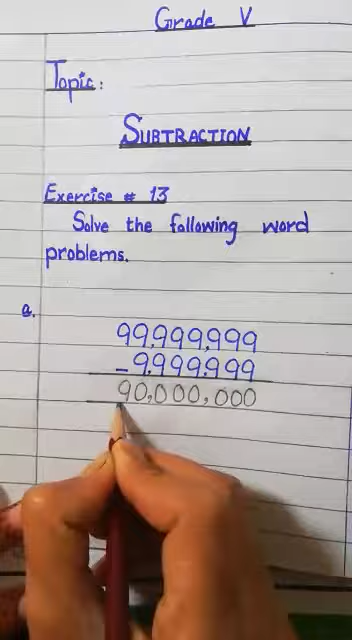 Grade V
Topic:
SUBTRACTION
Exercise # 13
Solve the following word
problems.
a.
99,999,999
-9,999,999
90,000,000